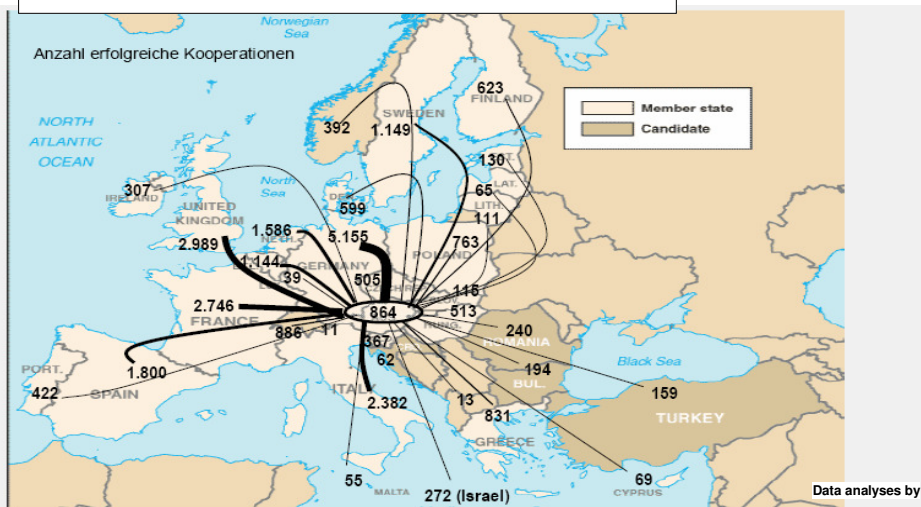 Norwegian
Sea
Anzahl erfolgreiche Kooperationen
623
FINLAND
Member state
Candidate
NORTH
ATLANTIC
OCEAN
SWEDEN
392
1.149
130
LAT.
65
LITH.
111
307
IRELAND
North
Sea
599
UNITED
KINGDOM
1.586
5.155
763
POLAND
2.989
1.144
GERMANY
39
505
115
2.746
864
513
FRANCE
886
11
367
HUNG.
240
ROMANIA
62
Black Sea
PORT.
1.800
194
BUL.
159
422
SPAIN
ITALY
2.382
13
831
TURKEY
GREECE
55
69
MALTA
272 (Israel)
CYPRUS
Data analyses by